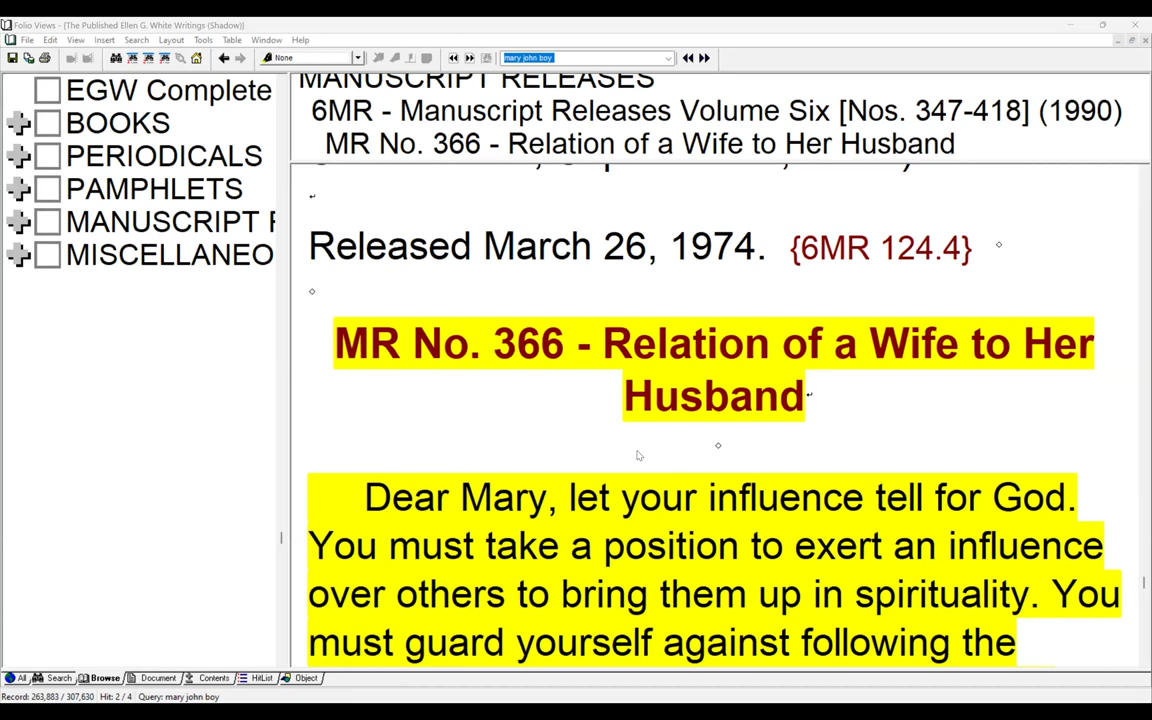 Folio Views - [The Published Ellen G. White Writings (Shadow)]
File Edit View Insert Search Layout Tools Table Window Help
None mary john boy
EGW Complete
BOOKS
PERIODICALS
PAMPHLETS
MANUSCRIPT
MISCELLANEO
MANUSCRIPT RELEASES
6MR - Manuscript Releases Volume Six [Nos. 347-418] (1990)
MR No. 366 - Relation of a Wife to Her Husband
Released March 26, 1974. {6MR 124.4}
MR No. 366 - Relation of a Wife to Her
Husband
Dear Mary, let your influence tell for God.
You must take a position to exert an influence
over others to bring them up in spirituality. You
must guard yourself against following the
All Search Browse Document Contents HitList Object
Record: 263,883 / 307,630 Hit: 2 / 4 Query: mary john boy